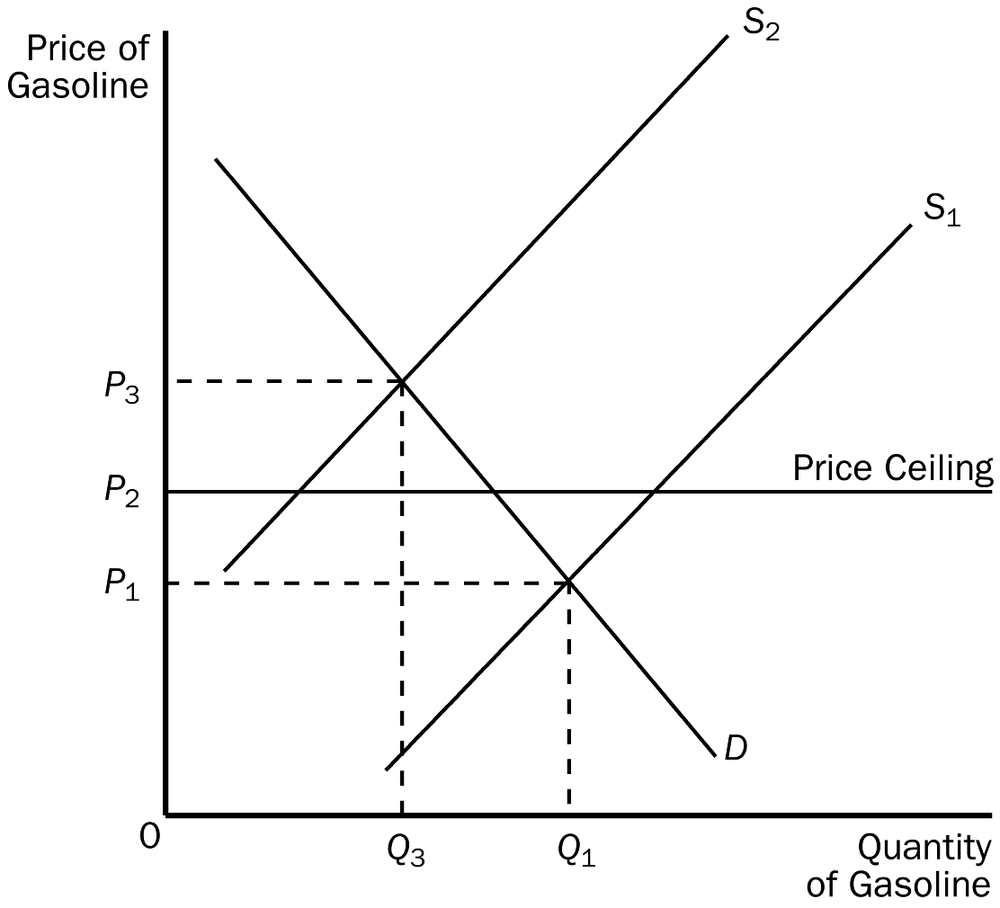 Price of
Gasoline
S2
S1
P3
P2
Price Ceiling
P1
D
0
Q3
Q1
Quantity
of Gasoline